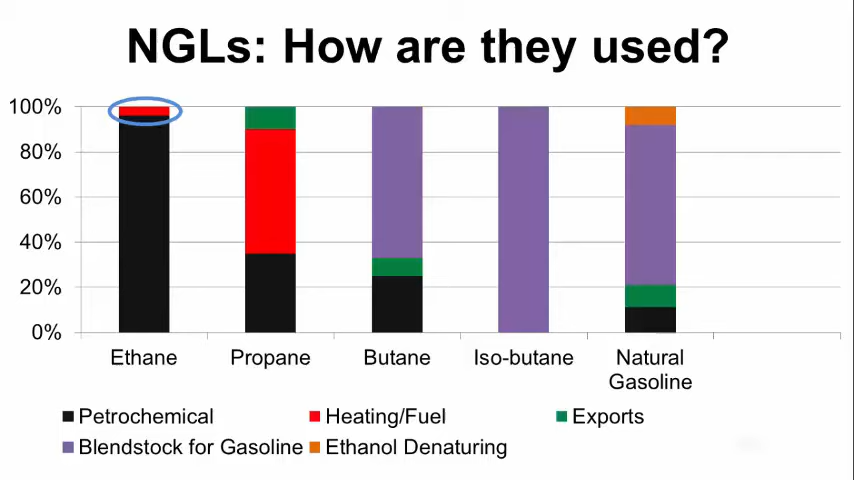 NGLs: How are they used?
100%
80%
60%
40%
20%
0%
Ethane
Propane
Butane
Iso-butane
Natural
Gasoline
Petrochemical
Heating/Fuel
Exports
Blendstock for Gasoline
Ethanol Denaturing